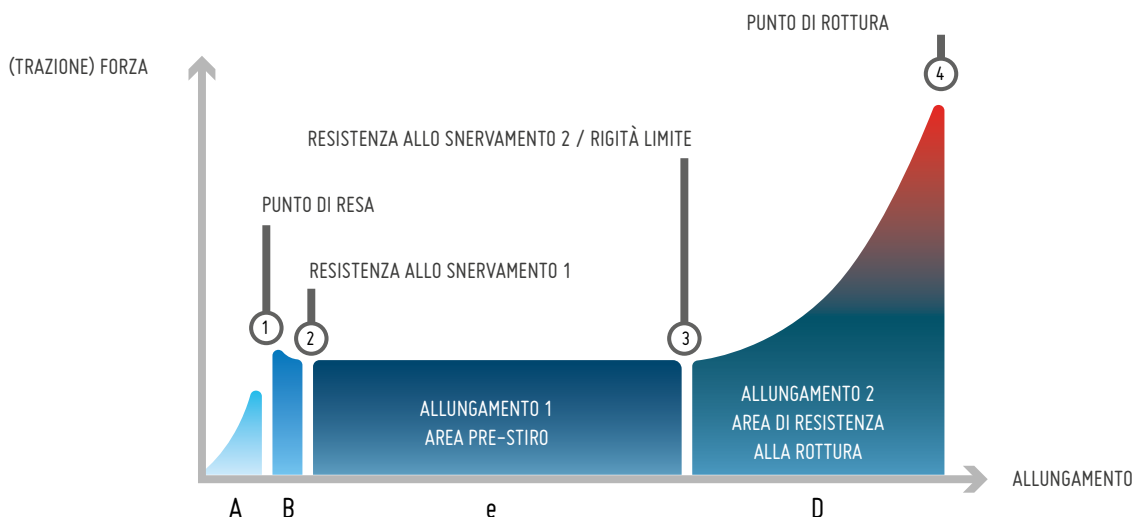 PUNTO DI ROTTURA
(TRAZIONE) FORZA
4
RESISTENZA ALLO SNERVAMENTO 2 / RIGITÀ LIMITE
PUNTO DI RESA
RESISTENZA ALLO SNERVAMENTO 1
1
2
3
ALLUNGAMENTO 1
AREA PRE-STIRO
ALLUNGAMENTO 2
AREA DI RESISTENZA
ALLA ROTTURA
ALLUNGAMENTO
A
B
e
D